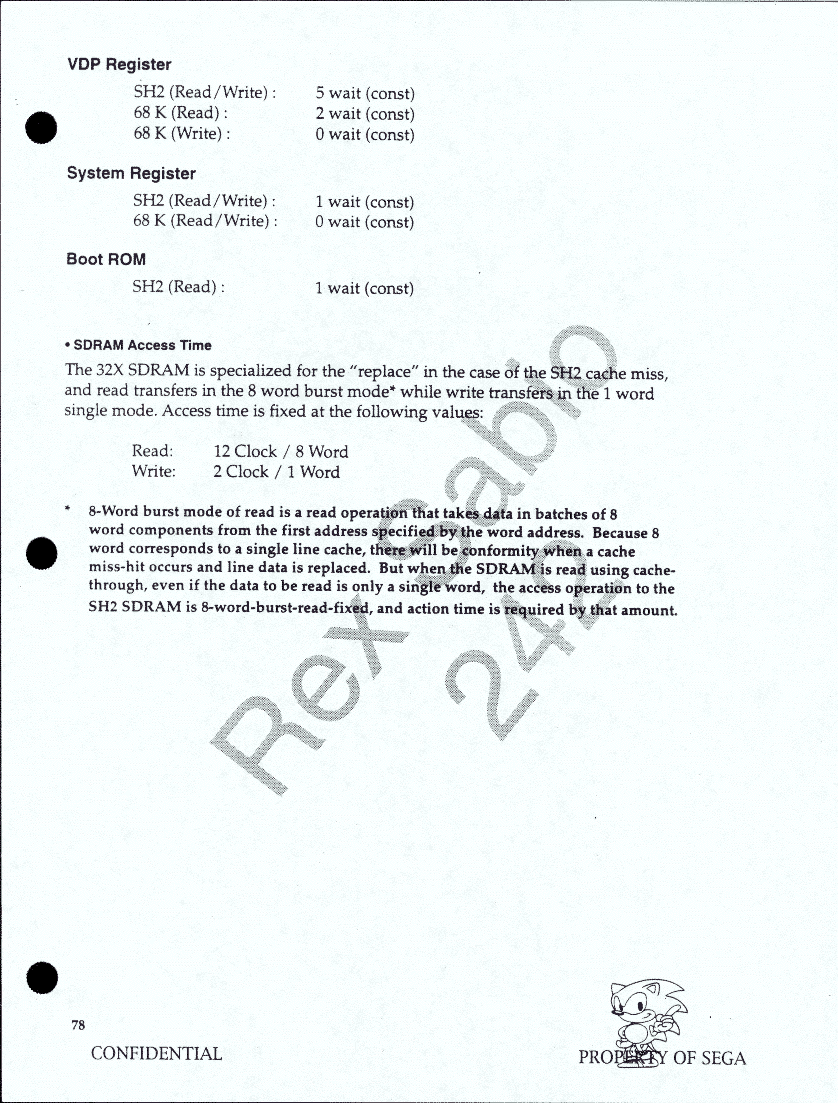 VDP Register
SH2 (Read/Write) : 5 wait (const)
68 K (Read) : 2 wait (const)
68 K (Write) : 0 wait (const)
System Register
SH2 (Read/Write) : 1 wait (const)
68 K (Read/Write) : 0 wait (const)
Boot ROM
SH2 (Read) : 1 wait (const)
• SDRAM Access Time
The 32X SDRAM is specialized for the "replace" in the case of the SH2 cache miss,
and read transfers in the 8 word burst mode* while write transfers in the 1 word
single mode. Access time is fixed at the following values:
Read: 12 Clock / 8 Word
Write: 2 Clock / 1 Word
* 8-Word burst mode of read is a read operation that takes data in batches of 8
word components from the first address specified by the word address. Because 8
word corresponds to a single line cache, there will be conformity when a cache
miss-hit occurs and line data is replaced. But when the SDRAM is read using cache-
through, even if the data to be read is only a single word, the access operation to the
SH2 SDRAM is 8-word-burst-read-fixed, and action time is required by that amount.
Rex Sabio
242
78
CONFIDENTIAL
PROPERTY OF SEGA